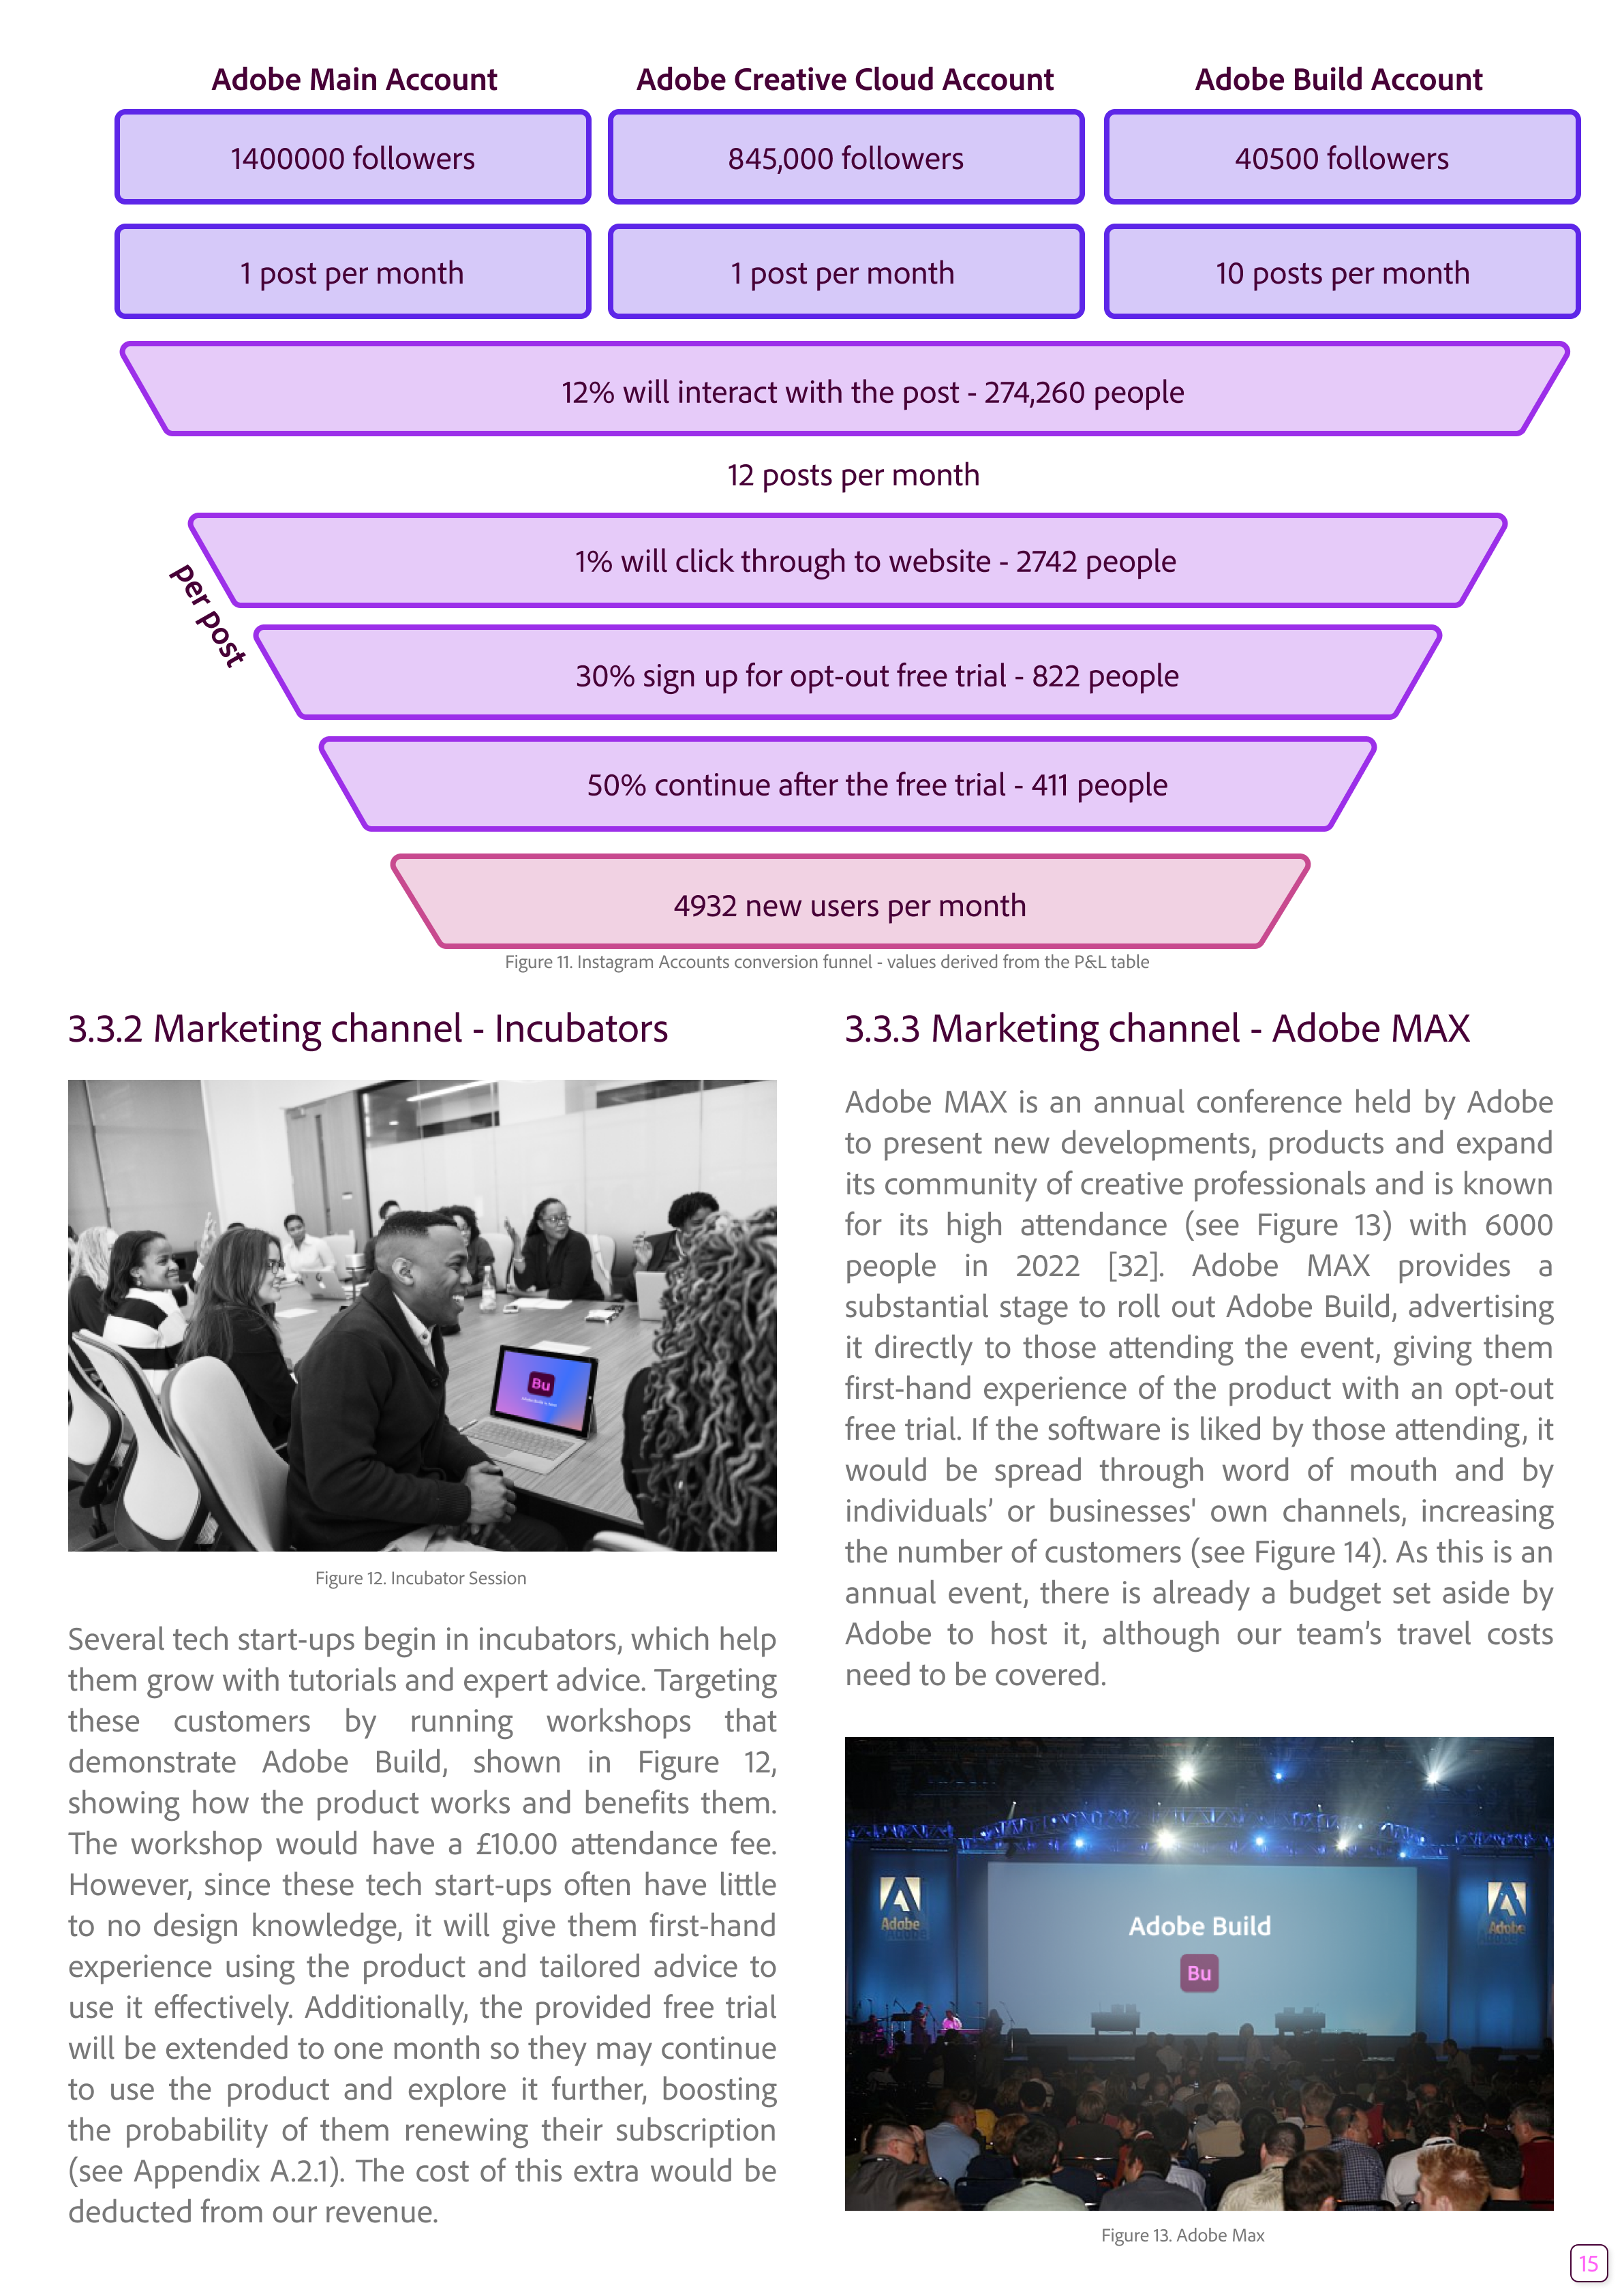 Adobe Main Account
Adobe Creative Cloud Account
Adobe Build Account
1400000 followers
845,000 followers
40500 followers
1 post per month
1 post per month
10 posts per month
12% will interact with the post - 274,260 people
12 posts per month
per post
1% will click through to website - 2742 people
30% sign up for opt-out free trial - 822 people
50% continue after the free trial - 411 people
4932 new users per month
Figure 11. Instagram Accounts conversion funnel - values derived from the P&L table
3.3.2 Marketing channel - Incubators
Bu
Figure 12. Incubator Session
Several tech start-ups begin in incubators, which help
them grow with tutorials and expert advice. Targeting
these customers by running workshops that
demonstrate Adobe Build, shown in Figure 12,
showing how the product works and benefits them.
The workshop would have a £10.00 attendance fee.
However, since these tech start-ups often have little
to no design knowledge, it will give them first-hand
experience using the product and tailored advice to
use it effectively. Additionally, the provided free trial
will be extended to one month so they may continue
to use the product and explore it further, boosting
the probability of them renewing their subscription
(see Appendix A.2.1). The cost of this extra would be
deducted from our revenue.
3.3.3 Marketing channel - Adobe MAX
Adobe MAX is an annual conference held by Adobe
to present new developments, products and expand
its community of creative professionals and is known
for its high attendance (see Figure 13) with 6000
people in 2022 [32]. Adobe MAX provides a
substantial stage to roll out Adobe Build, advertising
it directly to those attending the event, giving them
first-hand experience of the product with an opt-out
free trial. If the software is liked by those attending, it
would be spread through word of mouth and by
individuals’ or businesses' own channels, increasing
the number of customers (see Figure 14). As this is an
annual event, there is already a budget set aside by
Adobe to host it, although our team’s travel costs
need to be covered.
Adobe
Adobe Build
Bu
Adobe
Figure 13. Adobe Max
15